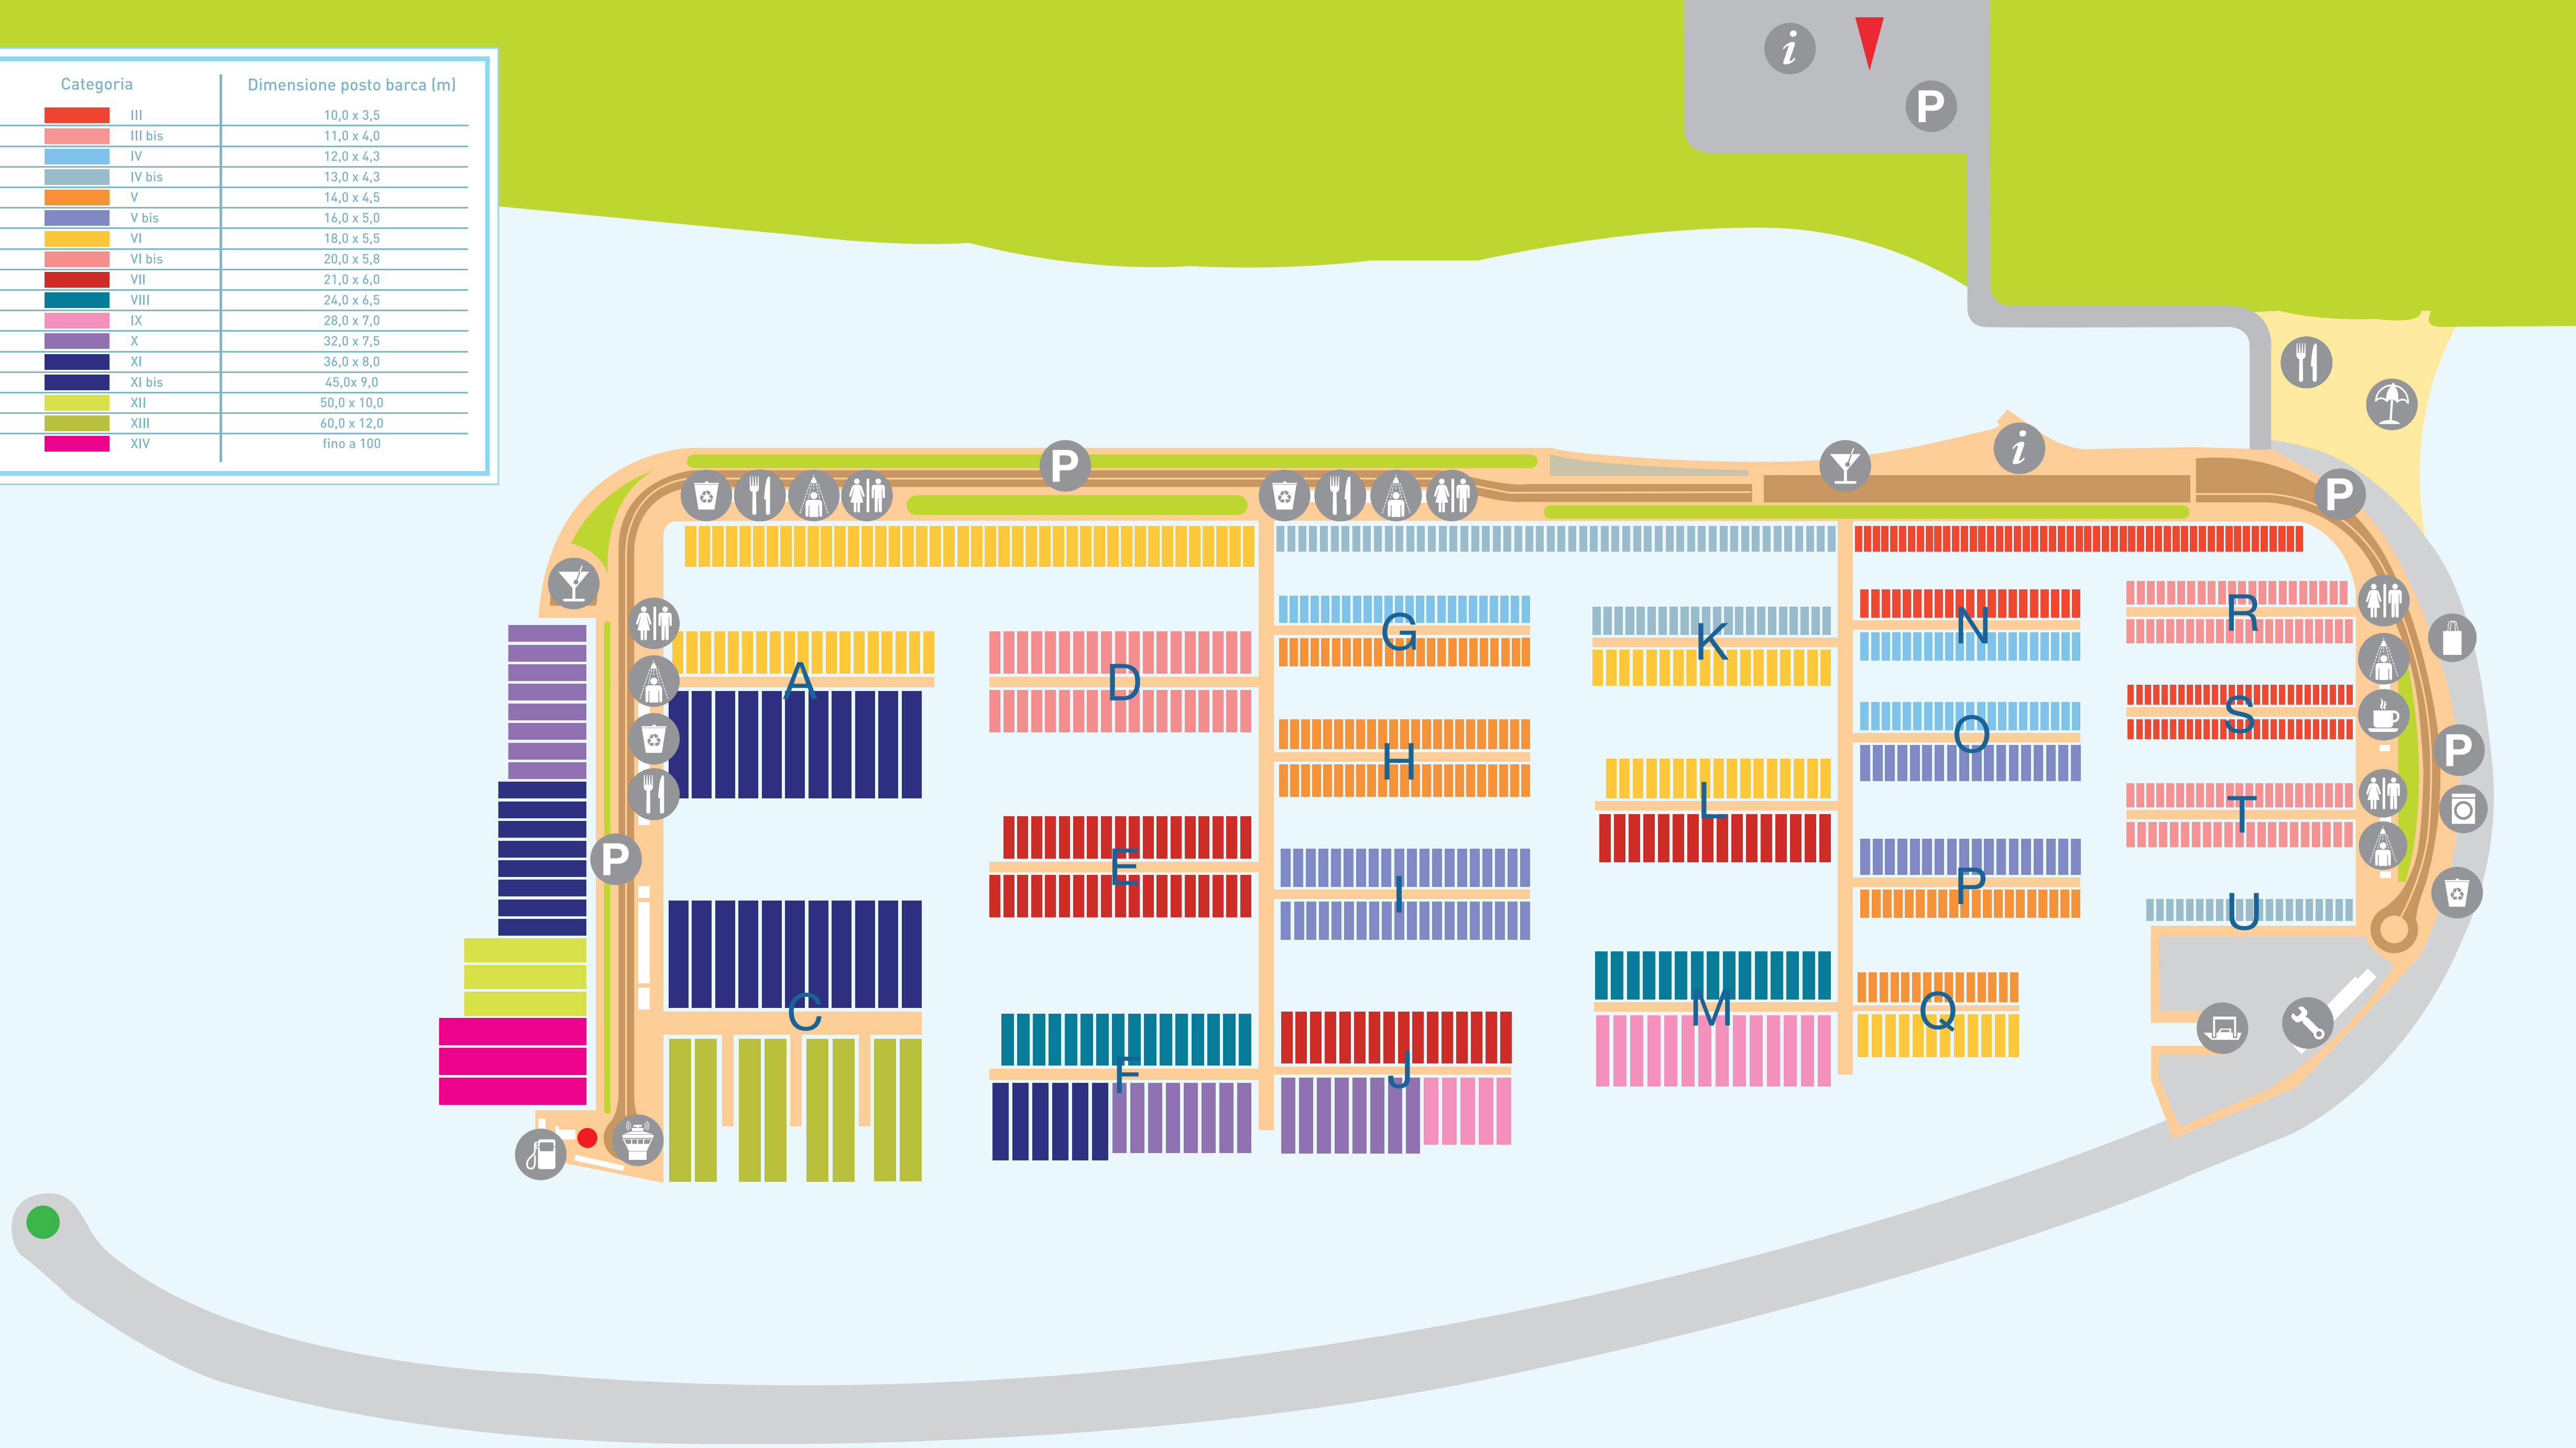 Categoria Dimensione posto barca (m)
III 10,0 x 3,5
III bis 11,0 x 4,0
IV 12,0 x 4,3
IV bis 13,0 x 4,3
V 14,0 x 4,5
V bis 16,0 x 5,0
VI 18,0 x 5,5
VI bis 20,0 x 5,8
VII 21,0 x 6,0
VIII 24,0 x 6,5
IX 28,0 x 7,0
X 32,0 x 7,5
XI 36,0 x 8,0
XI bis 45,0x 9,0
XII 50,0 x 10,0
XIII 60,0 x 12,0
XIV fino a 100
i
P
i
P
P
G
N
R
K
A
D
S
O
H
P
L
T
P
E
P
I
U
C
M
Q
F
J